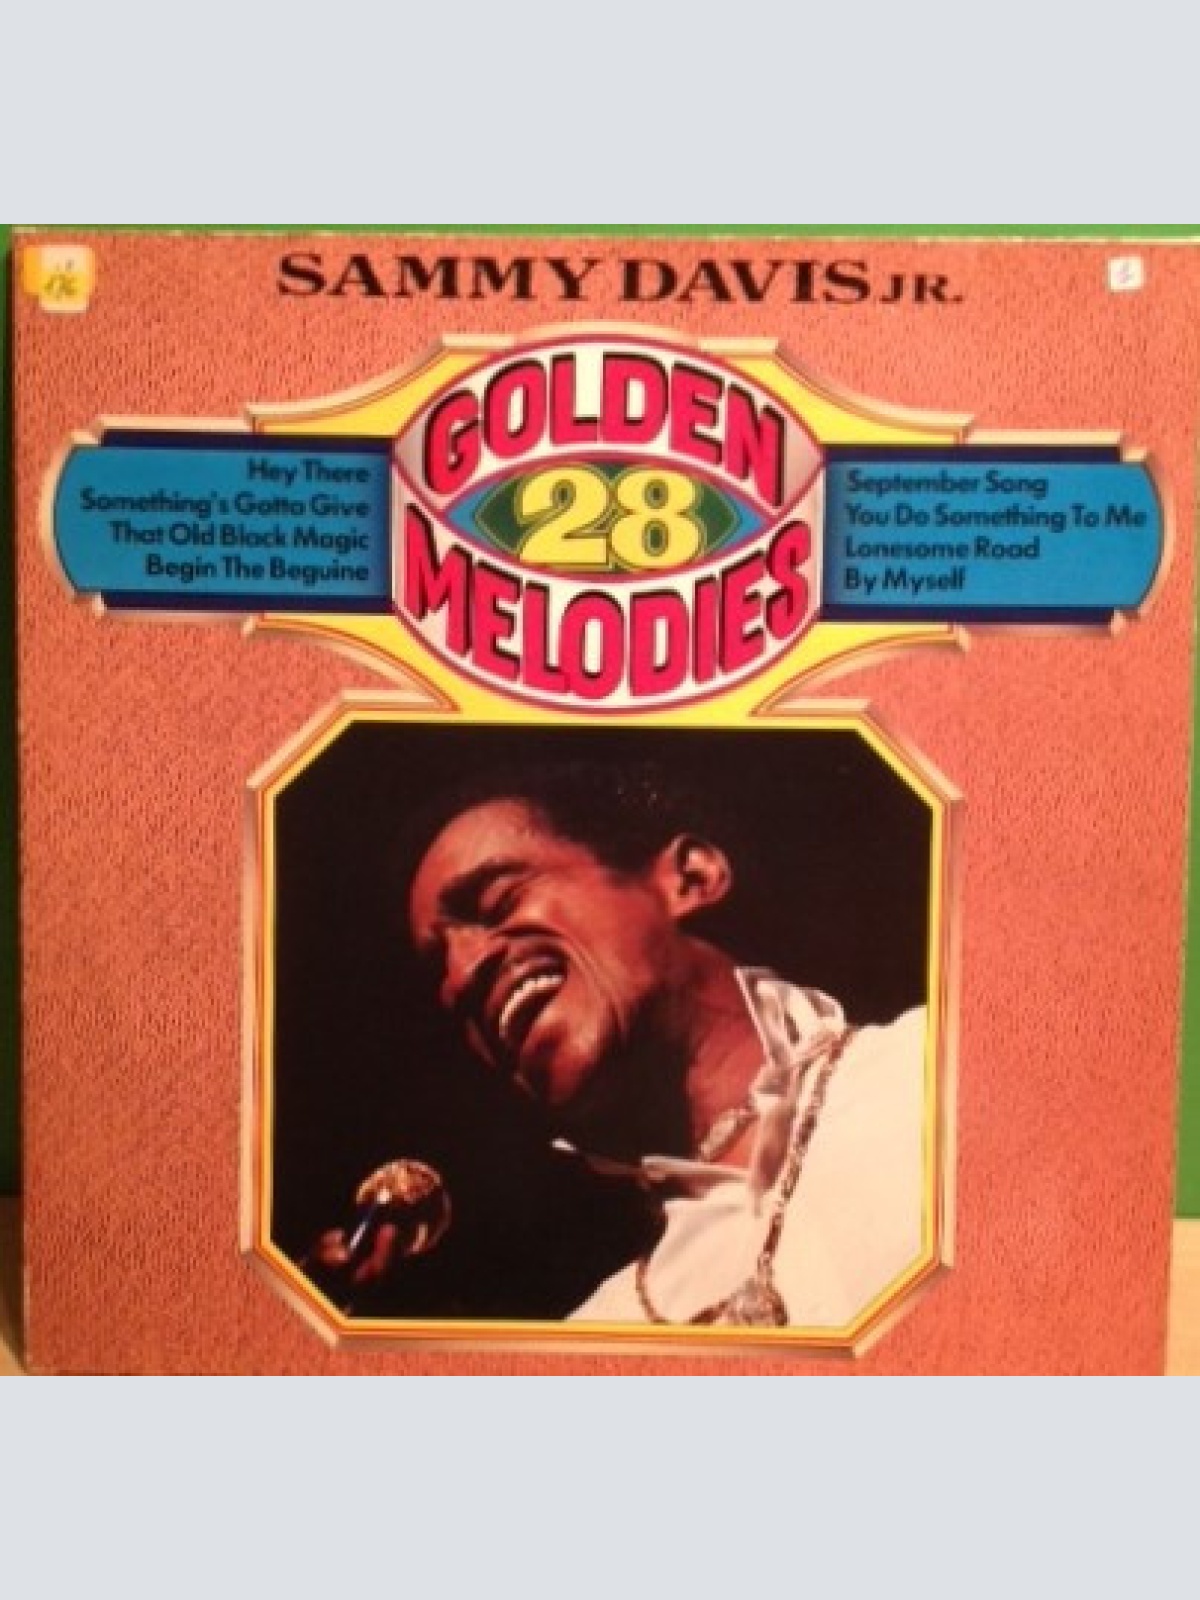 SAMMY DAVIS JR.
GOLDEN
28
MELODIES
Hey There
Something's Gotta Give
That Old Black Magic
Begin The Beguine
September Song
You Do Something To Me
Lonesome Road
By Myself